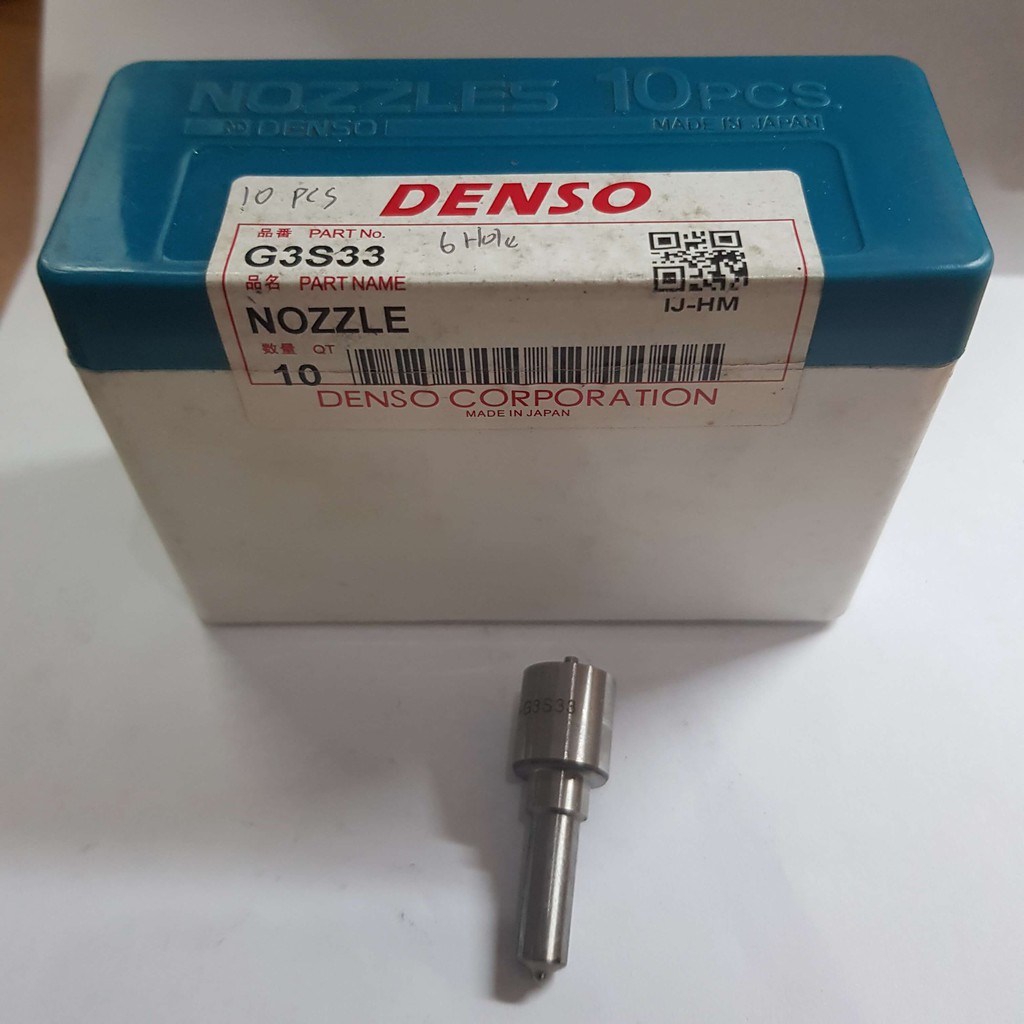 NOZZLES 10PCS.
DENSO MADE IN JAPAN
10 PCS DENSO
品番 PART No. 6 Hole
G3S33
品名 PART NAME
IJ-HM
NOZZLE
数量 QT
10
DENSO CORPORATION
MADE IN JAPAN
G3S33